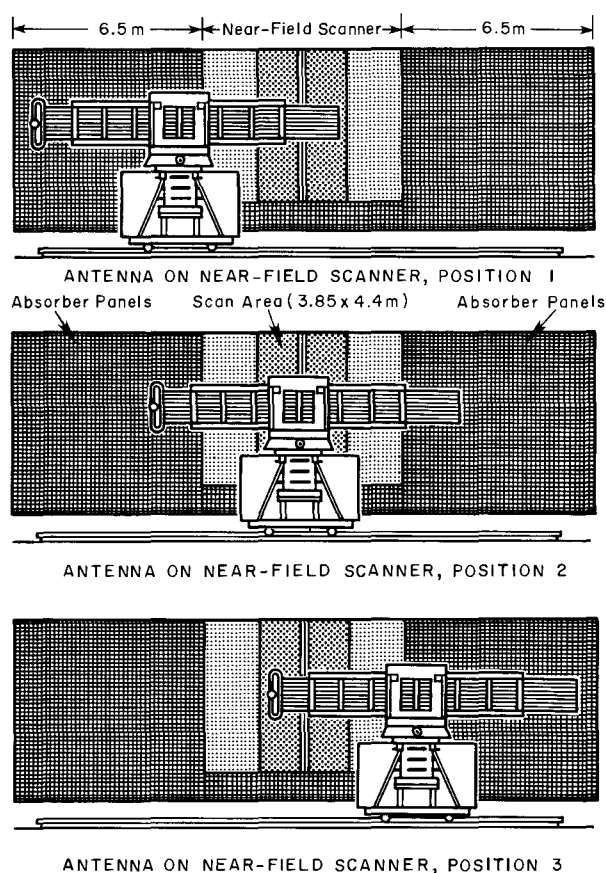 6.5 m Near-Field Scanner 6.5 m
ANTENNA ON NEAR-FIELD SCANNER, POSITION 1
Absorber Panels Scan Area (3.85 x 4.4m) Absorber Panels
ANTENNA ON NEAR-FIELD SCANNER, POSITION 2
ANTENNA ON NEAR-FIELD SCANNER, POSITION 3